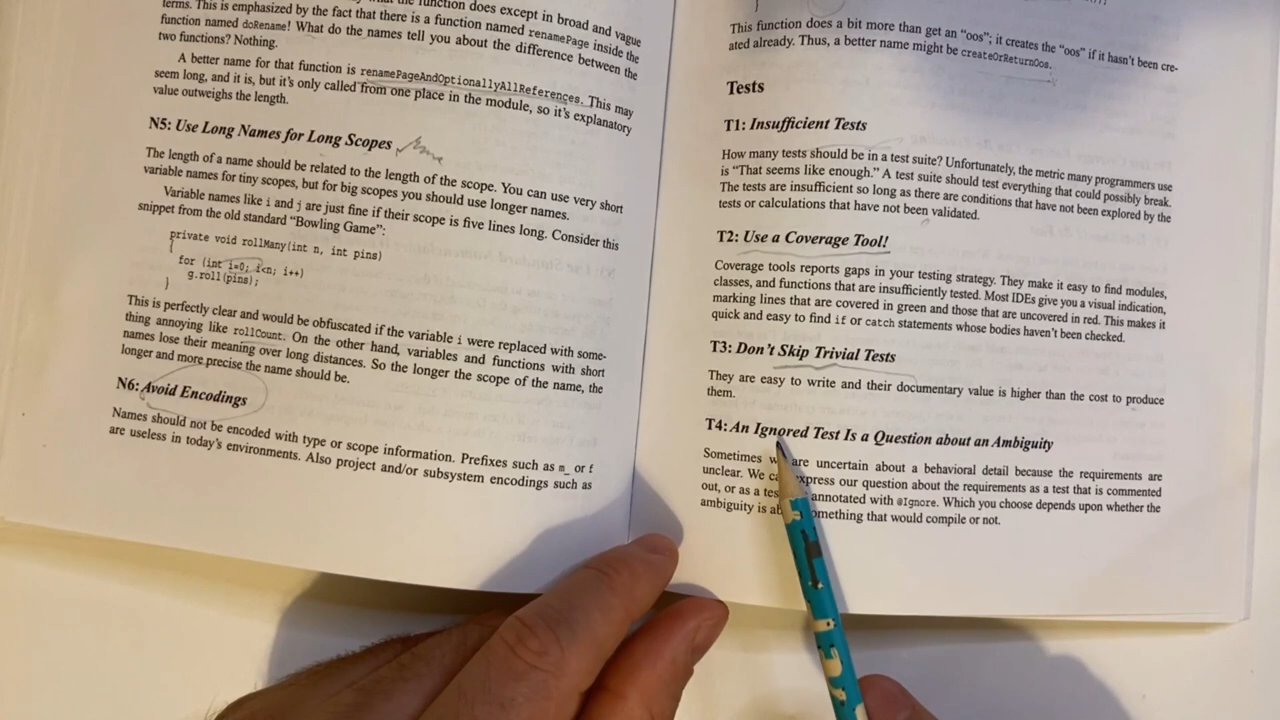 the function does except in broad and vague
terms. This is emphasized by the fact that there is a function named renamePage inside the
function named doRename! What do the names tell you about the difference between the
two functions? Nothing.
A better name for that function is renamePageAndOptionallyAllReferences. This may
seem long, and it is, but it's only called from one place in the module, so it's explanatory
value outweighs the length.
N5: Use Long Names for Long Scopes
The length of a name should be related to the length of the scope. You can use very short
variable names for tiny scopes, but for big scopes you should use longer names.
Variable names like i and j are just fine if their scope is five lines long. Consider this
snippet from the old standard “Bowling Game”:
private void rollMany(int n, int pins)
{
for (int i=0; i<n; i++)
g.roll(pins);
}
This is perfectly clear and would be obfuscated if the variable i were replaced with some-
thing annoying like rollCount. On the other hand, variables and functions with short
names lose their meaning over long distances. So the longer the scope of the name, the
longer and more precise the name should be.
N6: Avoid Encodings
Names should not be encoded with type or scope information. Prefixes such as m_ or f
are useless in today's environments. Also project and/or subsystem encodings such as
}
This function does a bit more than get an “oos”; it creates the “oos” if it hasn't been cre-
ated already. Thus, a better name might be createOrReturnOos.
Tests
T1: Insufficient Tests
How many tests should be in a test suite? Unfortunately, the metric many programmers use
is “That seems like enough.” A test suite should test everything that could possibly break.
The tests are insufficient so long as there are conditions that have not been explored by the
tests or calculations that have not been validated.
T2: Use a Coverage Tool!
Coverage tools reports gaps in your testing strategy. They make it easy to find modules,
classes, and functions that are insufficiently tested. Most IDEs give you a visual indication,
marking lines that are covered in green and those that are uncovered in red. This makes it
quick and easy to find if or catch statements whose bodies haven't been checked.
T3: Don't Skip Trivial Tests
They are easy to write and their documentary value is higher than the cost to produce
them.
T4: An Ignored Test Is a Question about an Ambiguity
Sometimes we are uncertain about a behavioral detail because the requirements are
unclear. We can express our question about the requirements as a test that is commented
out, or as a test annotated with @Ignore. Which you choose depends upon whether the
ambiguity is about something that would compile or not.